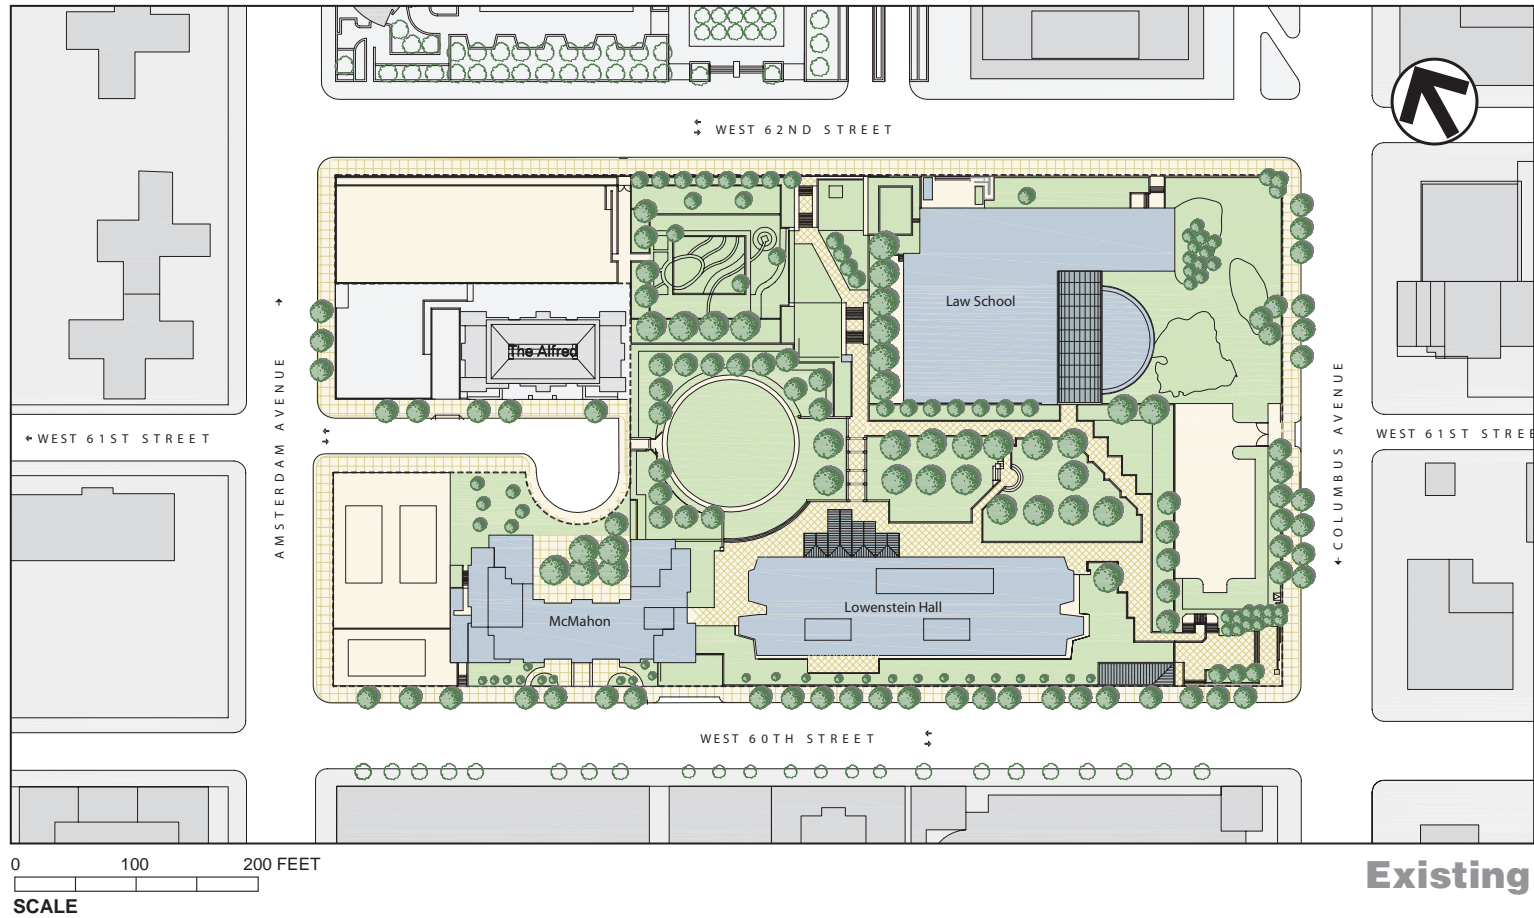 WEST 62ND STREET
Law School
The Alfred
AMSTERDAM AVENUE
COLUMBUS AVENUE
WEST 61ST STREET
WEST 61ST STREE
Lowenstein Hall
McMahon
WEST 60TH STREET
0 100 200 FEET
SCALE
Existing